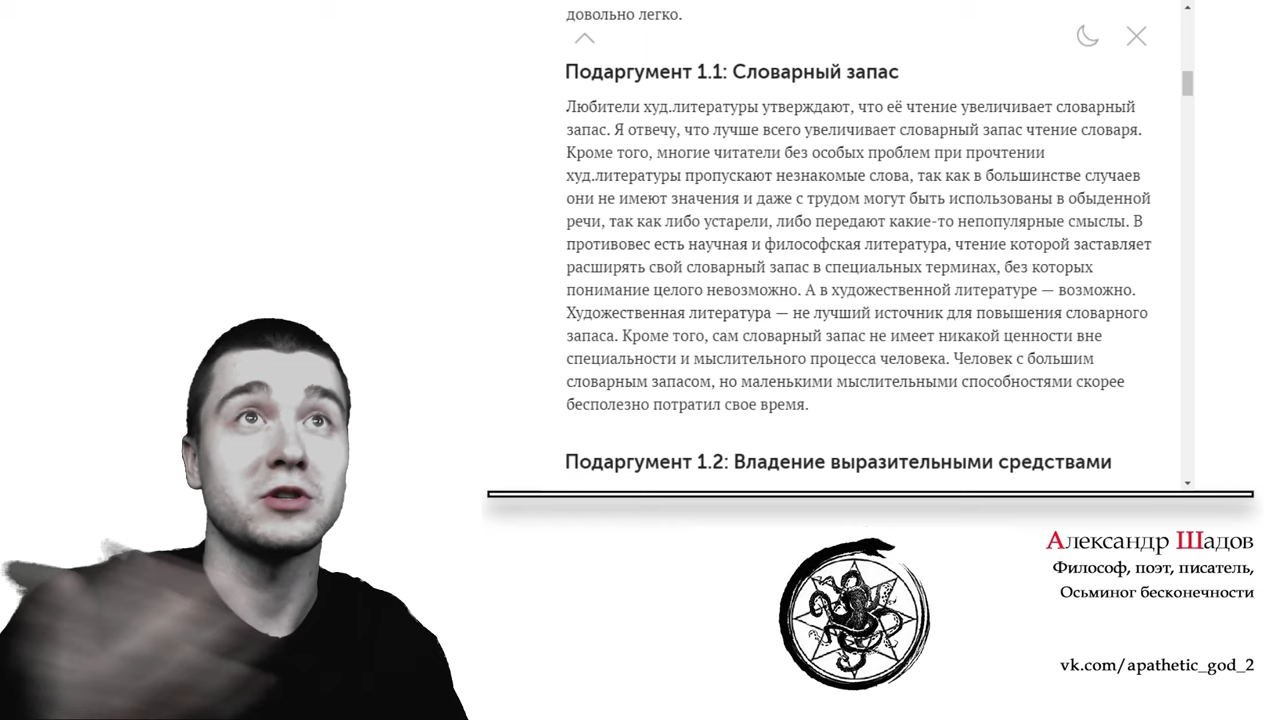 довольно легко.
Подаргумент 1.1: Словарный запас
Любители худ.литературы утверждают, что её чтение увеличивает словарный
запас. Я отвечу, что лучше всего увеличивает словарный запас чтение словаря.
Кроме того, многие читатели без особых проблем при прочтении
худ.литературы пропускают незнакомые слова, так как в большинстве случаев
они не имеют значения и даже с трудом могут быть использованы в обыденной
речи, так как либо устарели, либо передают какие-то непопулярные смыслы. В
противовес есть научная и философская литература, чтение которой заставляет
расширять свой словарный запас в специальных терминах, без которых
понимание целого невозможно. А в художественной литературе — возможно.
Художественная литература — не лучший источник для повышения словарного
запаса. Кроме того, сам словарный запас не имеет никакой ценности вне
специальности и мыслительного процесса человека. Человек с большим
словарным запасом, но маленькими мыслительными способностями скорее
бесполезно потратил свое время.
Подаргумент 1.2: Владение выразительными средствами
Александр Шадов
Философ, поэт, писатель,
Осьминог бесконечности
vk.com/apathetic_god_2